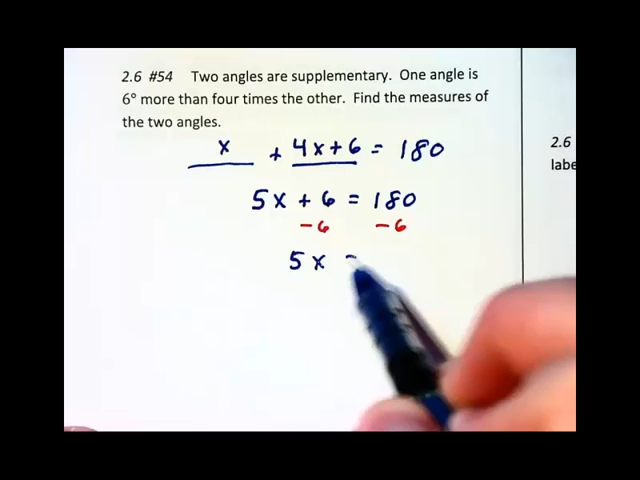 2.6 #54 Two angles are supplementary. One angle is
6° more than four times the other. Find the measures of
the two angles.
x + 4x+6 = 180
5x + 6 = 180
-6 -6
5x =
2.6
labe